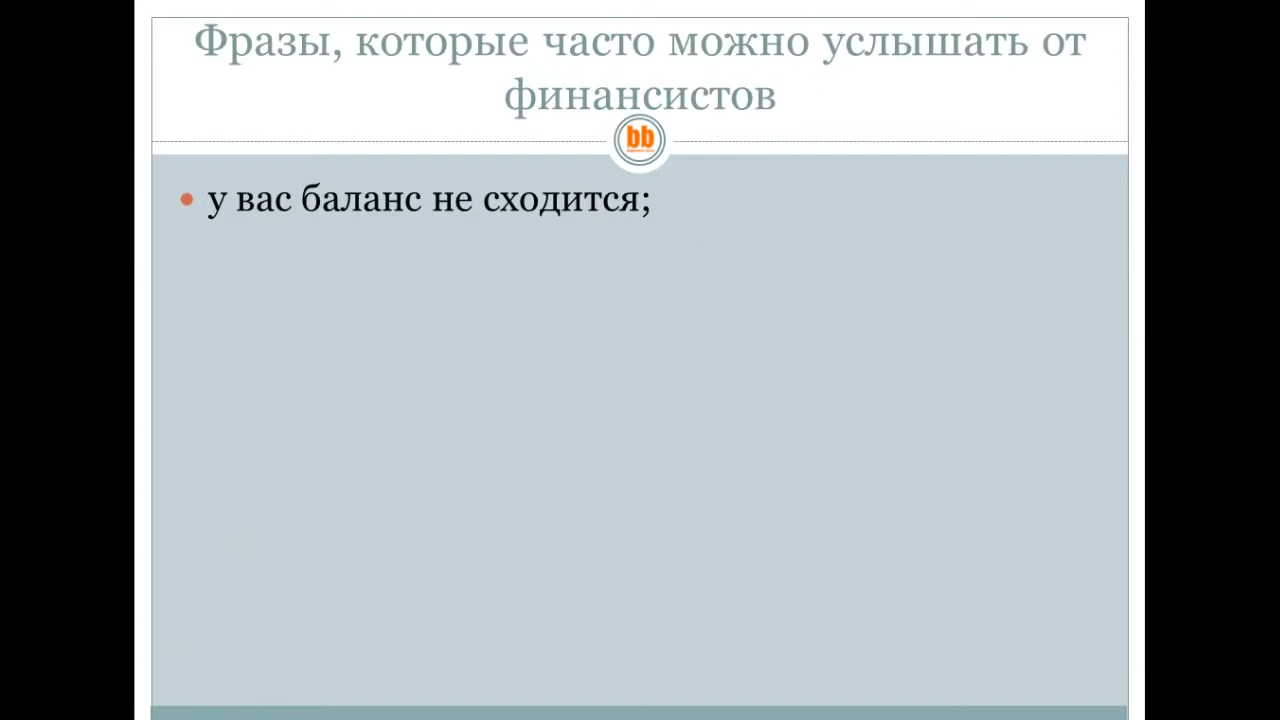 Фразы, которые часто можно услышать от
финансистов
bb
• у вас баланс не сходится;